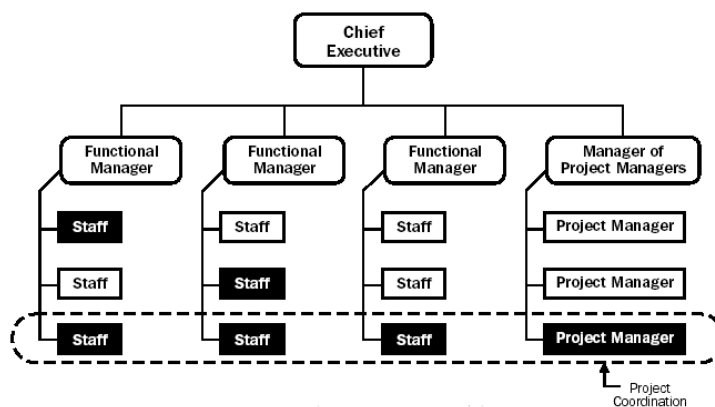 Chief
Executive
Functional
Manager
Functional
Manager
Functional
Manager
Manager of
Project Managers
Staff
Staff
Staff
Project Manager
Staff
Staff
Staff
Project Manager
Staff
Staff
Staff
Project Manager
Project
Coordination